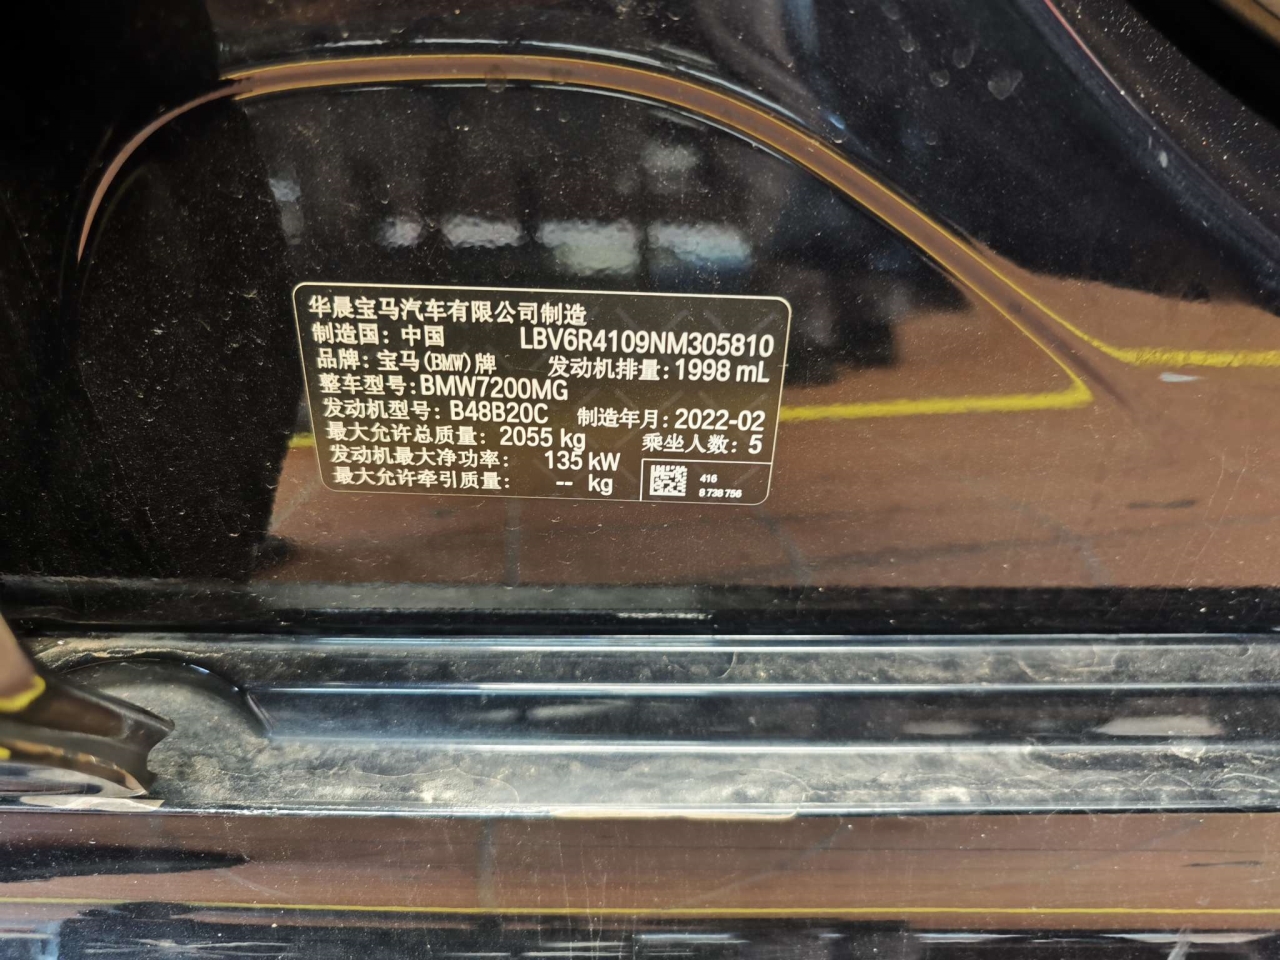 华晨宝马汽车有限公司制造
制造国：中国 LBV6R4109NM305810
品牌：宝马(BMW)牌 发动机排量：1998 mL
整车型号：BMW7200MG
发动机型号：B48B20C 制造年月：2022-02
最大允许总质量：2055 kg 乘坐人数：5
发动机最大净功率：135 kW
最大允许牵引质量：-- kg
416
8 738 756